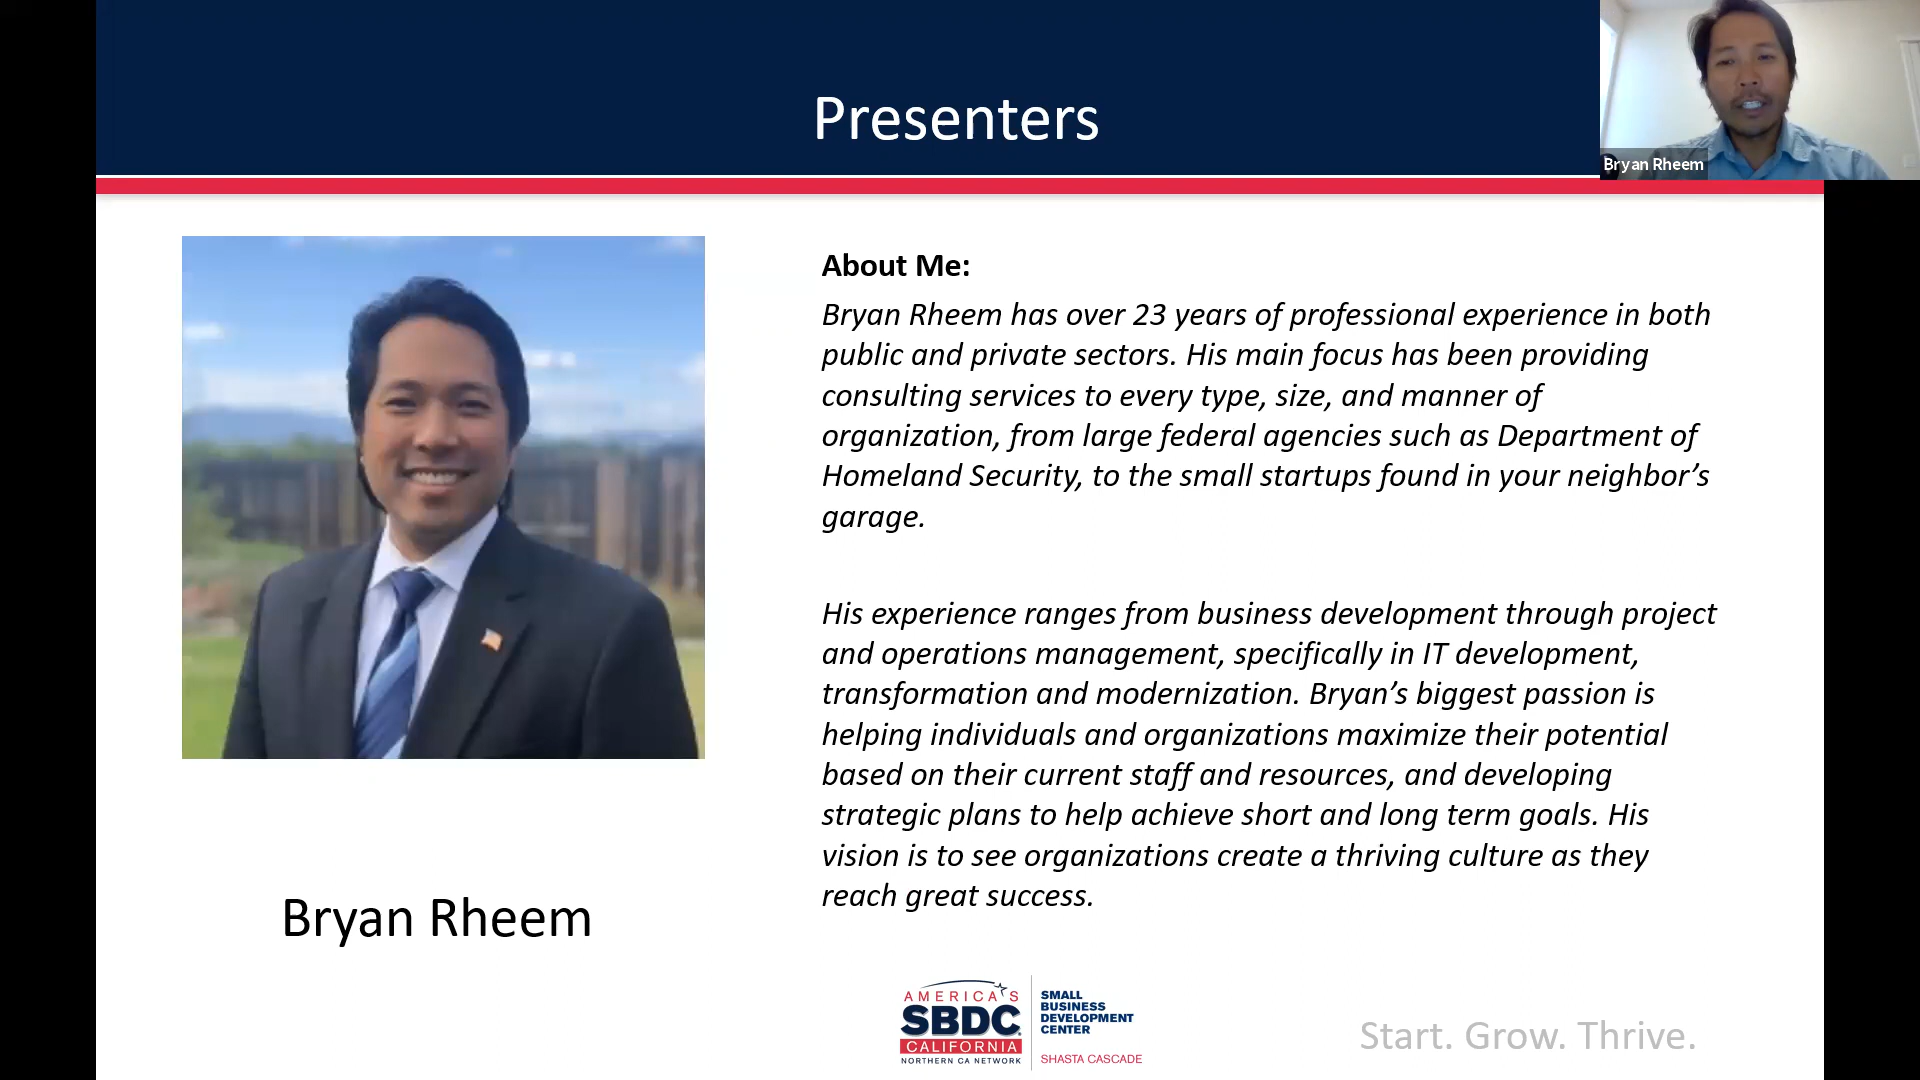 Presenters
Bryan Rheem
About Me:
Bryan Rheem has over 23 years of professional experience in both
public and private sectors. His main focus has been providing
consulting services to every type, size, and manner of
organization, from large federal agencies such as Department of
Homeland Security, to the small startups found in your neighbor’s
garage.
His experience ranges from business development through project
and operations management, specifically in IT development,
transformation and modernization. Bryan’s biggest passion is
helping individuals and organizations maximize their potential
based on their current staff and resources, and developing
strategic plans to help achieve short and long term goals. His
vision is to see organizations create a thriving culture as they
reach great success.
Bryan Rheem
AMERICA'S
SBDC
CALIFORNIA
NORTHERN CA NETWORK
SMALL
BUSINESS
DEVELOPMENT
CENTER
SHASTA CASCADE
Start. Grow. Thrive.